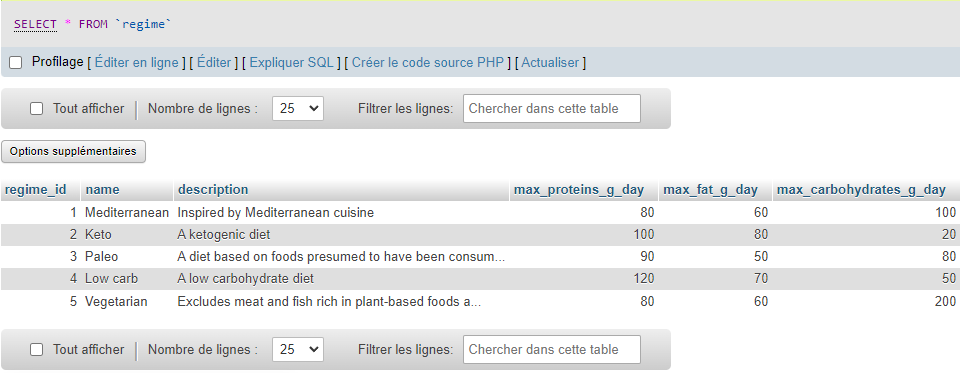 SELECT * FROM `regime`
Profilage [ Éditer en ligne ] [ Éditer ] [ Expliquer SQL ] [ Créer le code source PHP ] [ Actualiser ]
Tout afficher Nombre de lignes : 25 Filtrer les lignes: Chercher dans cette table
Options supplémentaires
regime_id name description max_proteins_g_day max_fat_g_day max_carbohydrates_g_day
1 Mediterranean Inspired by Mediterranean cuisine 80 60 100
2 Keto A ketogenic diet 100 80 20
3 Paleo A diet based on foods presumed to have been consum... 90 50 80
4 Low carb A low carbohydrate diet 120 70 50
5 Vegetarian Excludes meat and fish rich in plant-based foods a... 80 60 200
Tout afficher Nombre de lignes : 25 Filtrer les lignes: Chercher dans cette table